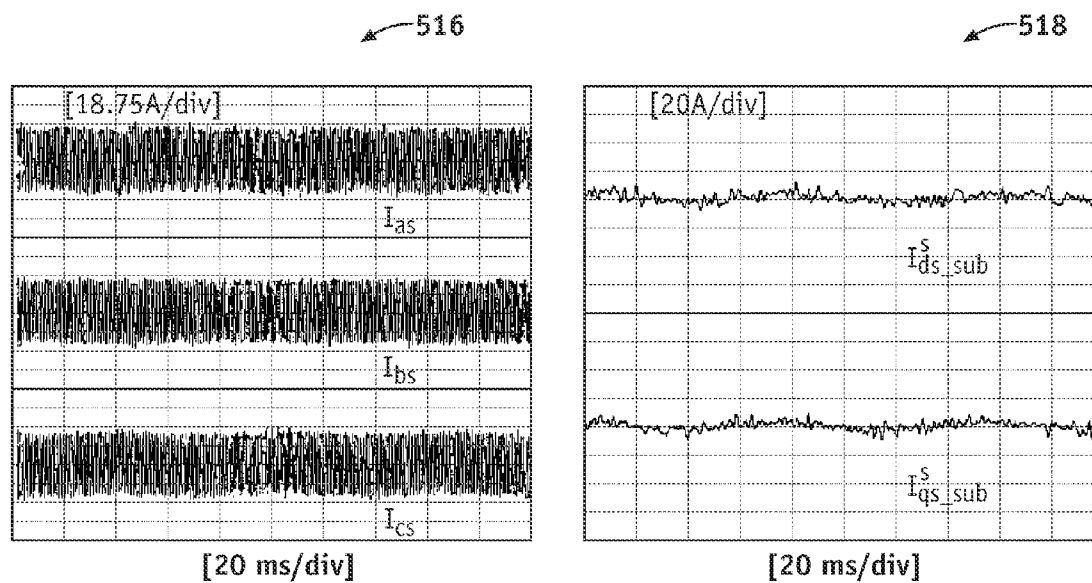 516
518
[18.75A/div]
I_as
I_bs
I_cs
[20 ms/div]
[20A/div]
I^s_ds_sub
I^s_qs_sub
[20 ms/div]